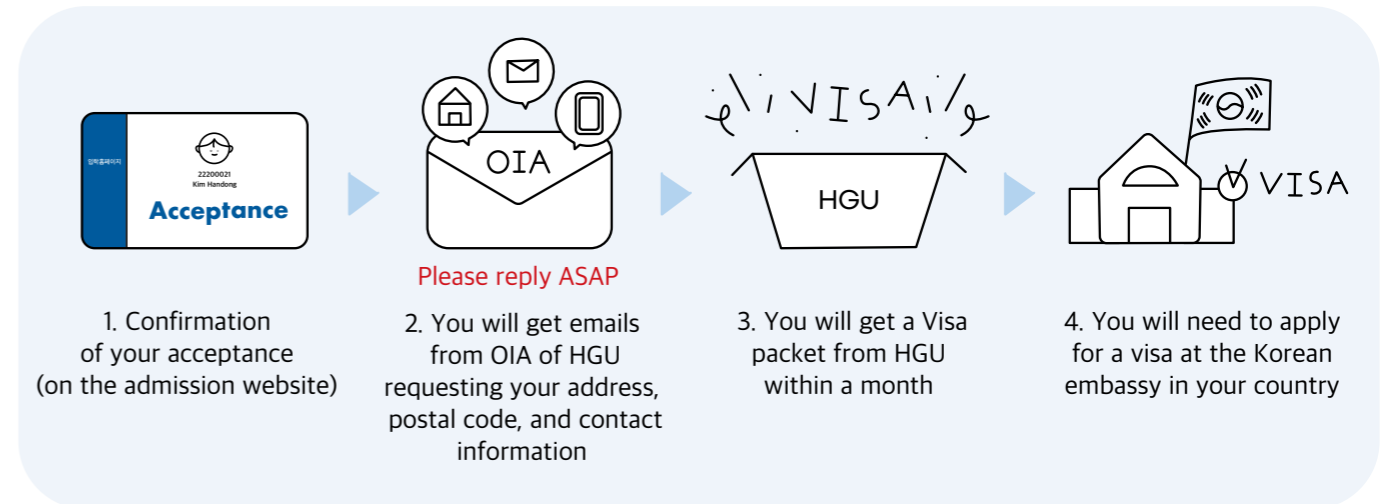 입학홈페이지
22200021
Kim Handong
Acceptance
OIA
Please reply ASAP
VISA
HGU
VISA
1. Confirmation
of your acceptance
(on the admission website)
2. You will get emails
from OIA of HGU
requesting your address,
postal code, and contact
information
3. You will get a Visa
packet from HGU
within a month
4. You will need to apply
for a visa at the Korean
embassy in your country